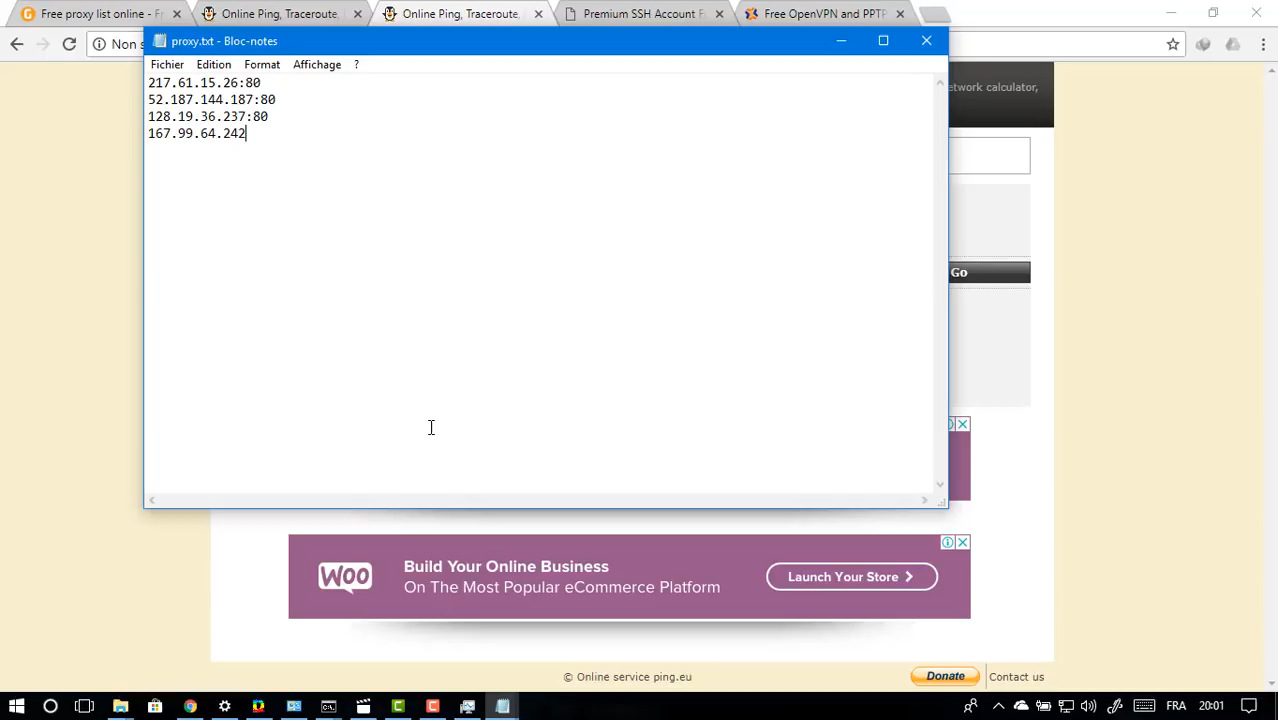 Free proxy list online - F
Online Ping, Traceroute,
Online Ping, Traceroute,
Premium SSH Account F
Free OpenVPN and PPTP
Non s
proxy.txt - Bloc-notes
Fichier Edition Format Affichage ?
217.61.15.26:80
52.187.144.187:80
128.19.36.237:80
167.99.64.242
etwork calculator,
Go
WOO
Build Your Online Business
On The Most Popular eCommerce Platform
Launch Your Store
© Online service ping.eu
Donate
Contact us
FRA 20:01